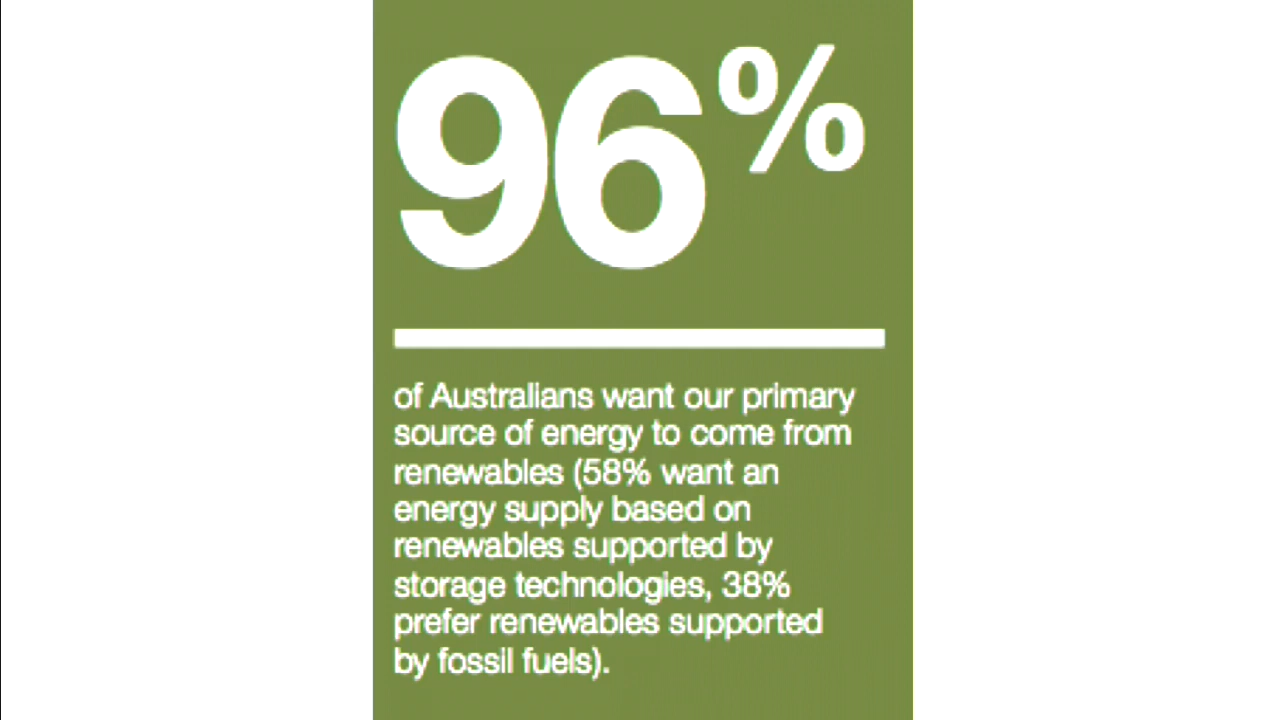 96%
of Australians want our primary
source of energy to come from
renewables (58% want an
energy supply based on
renewables supported by
storage technologies, 38%
prefer renewables supported
by fossil fuels).